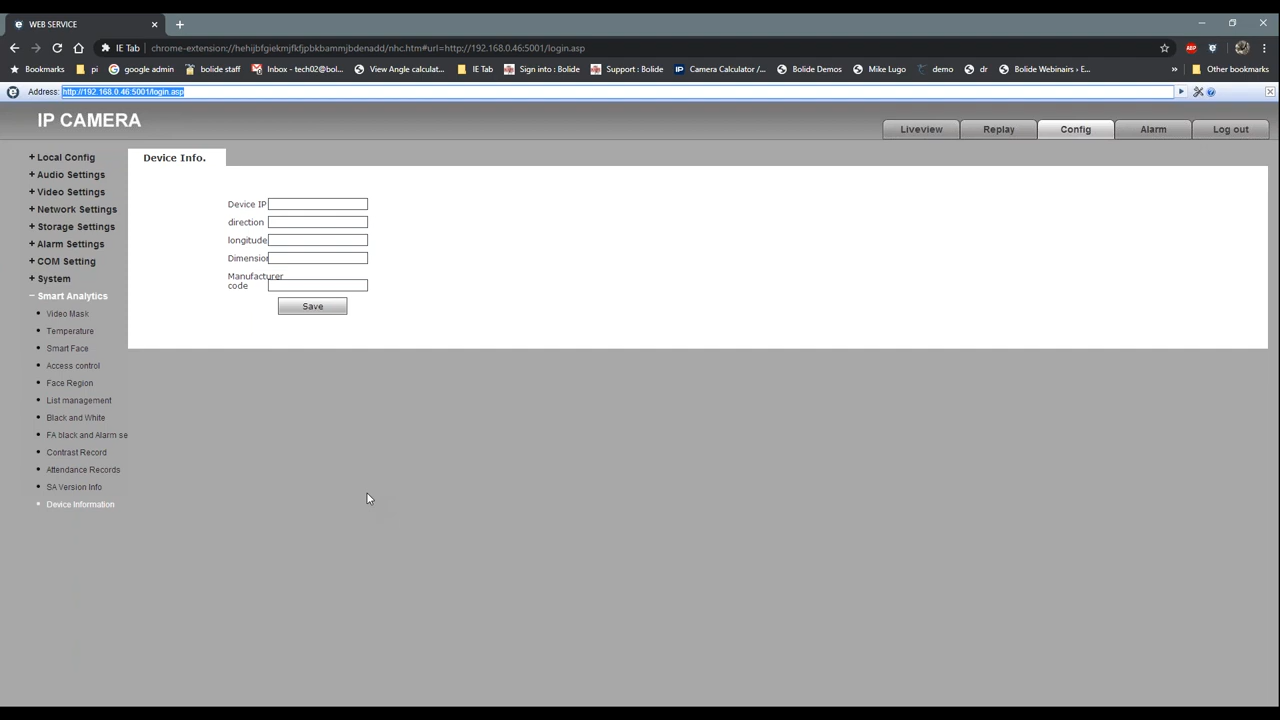 WEB SERVICE
IE Tab
chrome-extension://hehijbfgiekmjfkfjpbkbammjbdenadd/nhc.htm#url=http://192.168.0.46:5001/login.asp
ABP
Bookmarks
pi
google admin
bolide staff
Inbox - tech02@bol...
View Angle calculat...
IE Tab
Sign into : Bolide
Support : Bolide
IP
Camera Calculator /...
Bolide Demos
Mike Lugo
demo
dr
Bolide Webinairs › E...
»
Other bookmarks
Address: http://192.168.0.46:5001/login.asp
IP CAMERA
Liveview
Replay
Config
Alarm
Log out
+ Local Config
+ Audio Settings
+ Video Settings
+ Network Settings
+ Storage Settings
+ Alarm Settings
+ COM Setting
+ System
− Smart Analytics
• Video Mask
• Temperature
• Smart Face
• Access control
• Face Region
• List management
• Black and White
• FA black and Alarm se
• Contrast Record
• Attendance Records
• SA Version Info
• Device Information
Device Info.
Device IP
direction
longitude
Dimension
Manufacturer
code
Save